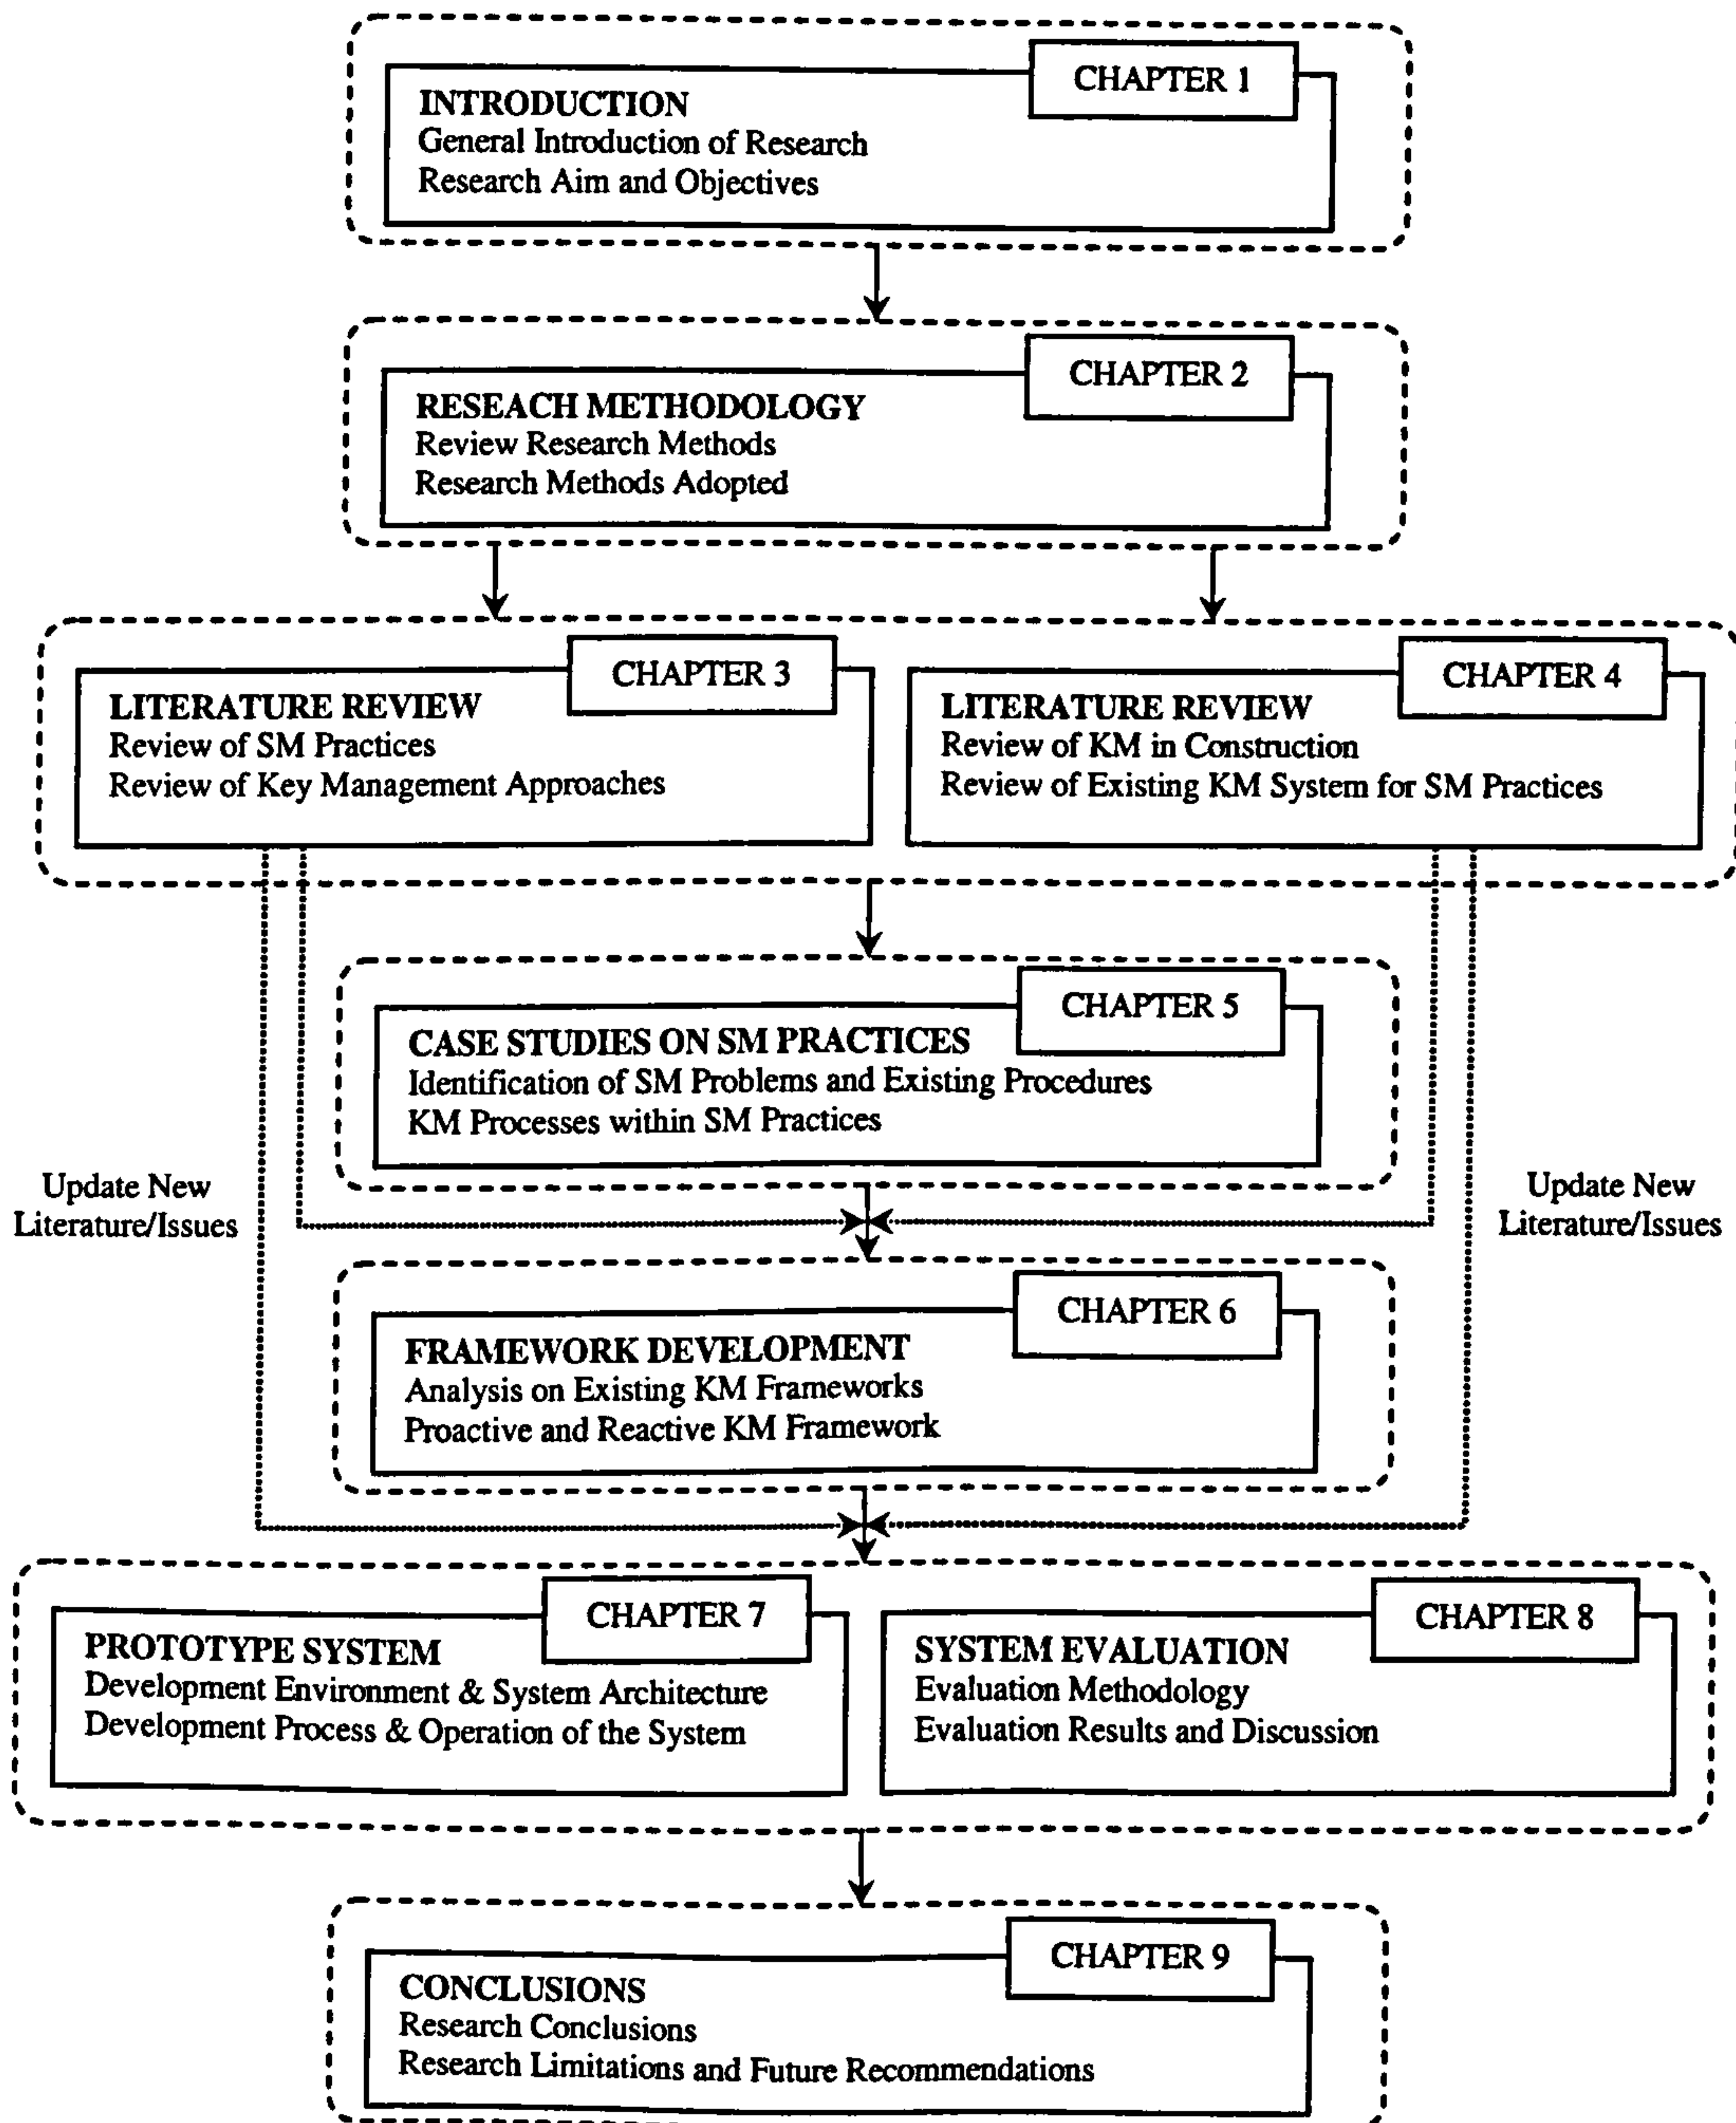 CHAPTER 1
INTRODUCTION
General Introduction of Research
Research Aim and Objectives
CHAPTER 2
RESEACH METHODOLOGY
Review Research Methods
Research Methods Adopted
CHAPTER 3
LITERATURE REVIEW
Review of SM Practices
Review of Key Management Approaches
CHAPTER 4
LITERATURE REVIEW
Review of KM in Construction
Review of Existing KM System for SM Practices
CHAPTER 5
CASE STUDIES ON SM PRACTICES
Identification of SM Problems and Existing Procedures
KM Processes within SM Practices
Update New
Literature/Issues
Update New
Literature/Issues
CHAPTER 6
FRAMEWORK DEVELOPMENT
Analysis on Existing KM Frameworks
Proactive and Reactive KM Framework
CHAPTER 7
PROTOTYPE SYSTEM
Development Environment & System Architecture
Development Process & Operation of the System
CHAPTER 8
SYSTEM EVALUATION
Evaluation Methodology
Evaluation Results and Discussion
CHAPTER 9
CONCLUSIONS
Research Conclusions
Research Limitations and Future Recommendations